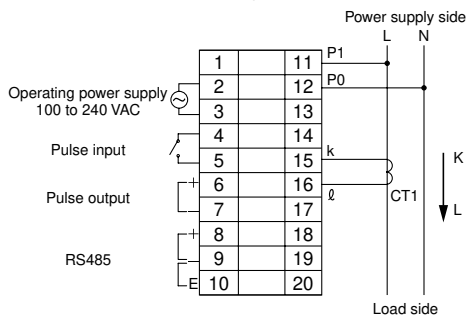 Power supply side
L N
1 11 P1
Operating power supply
100 to 240 VAC
2 12 P0
3 13
Pulse input
4 14
5 15 k
K
Pulse output
+ 6 16 ℓ CT1
7 17
L
RS485
+ 8 18
- 9 19
E 10 20
Load side